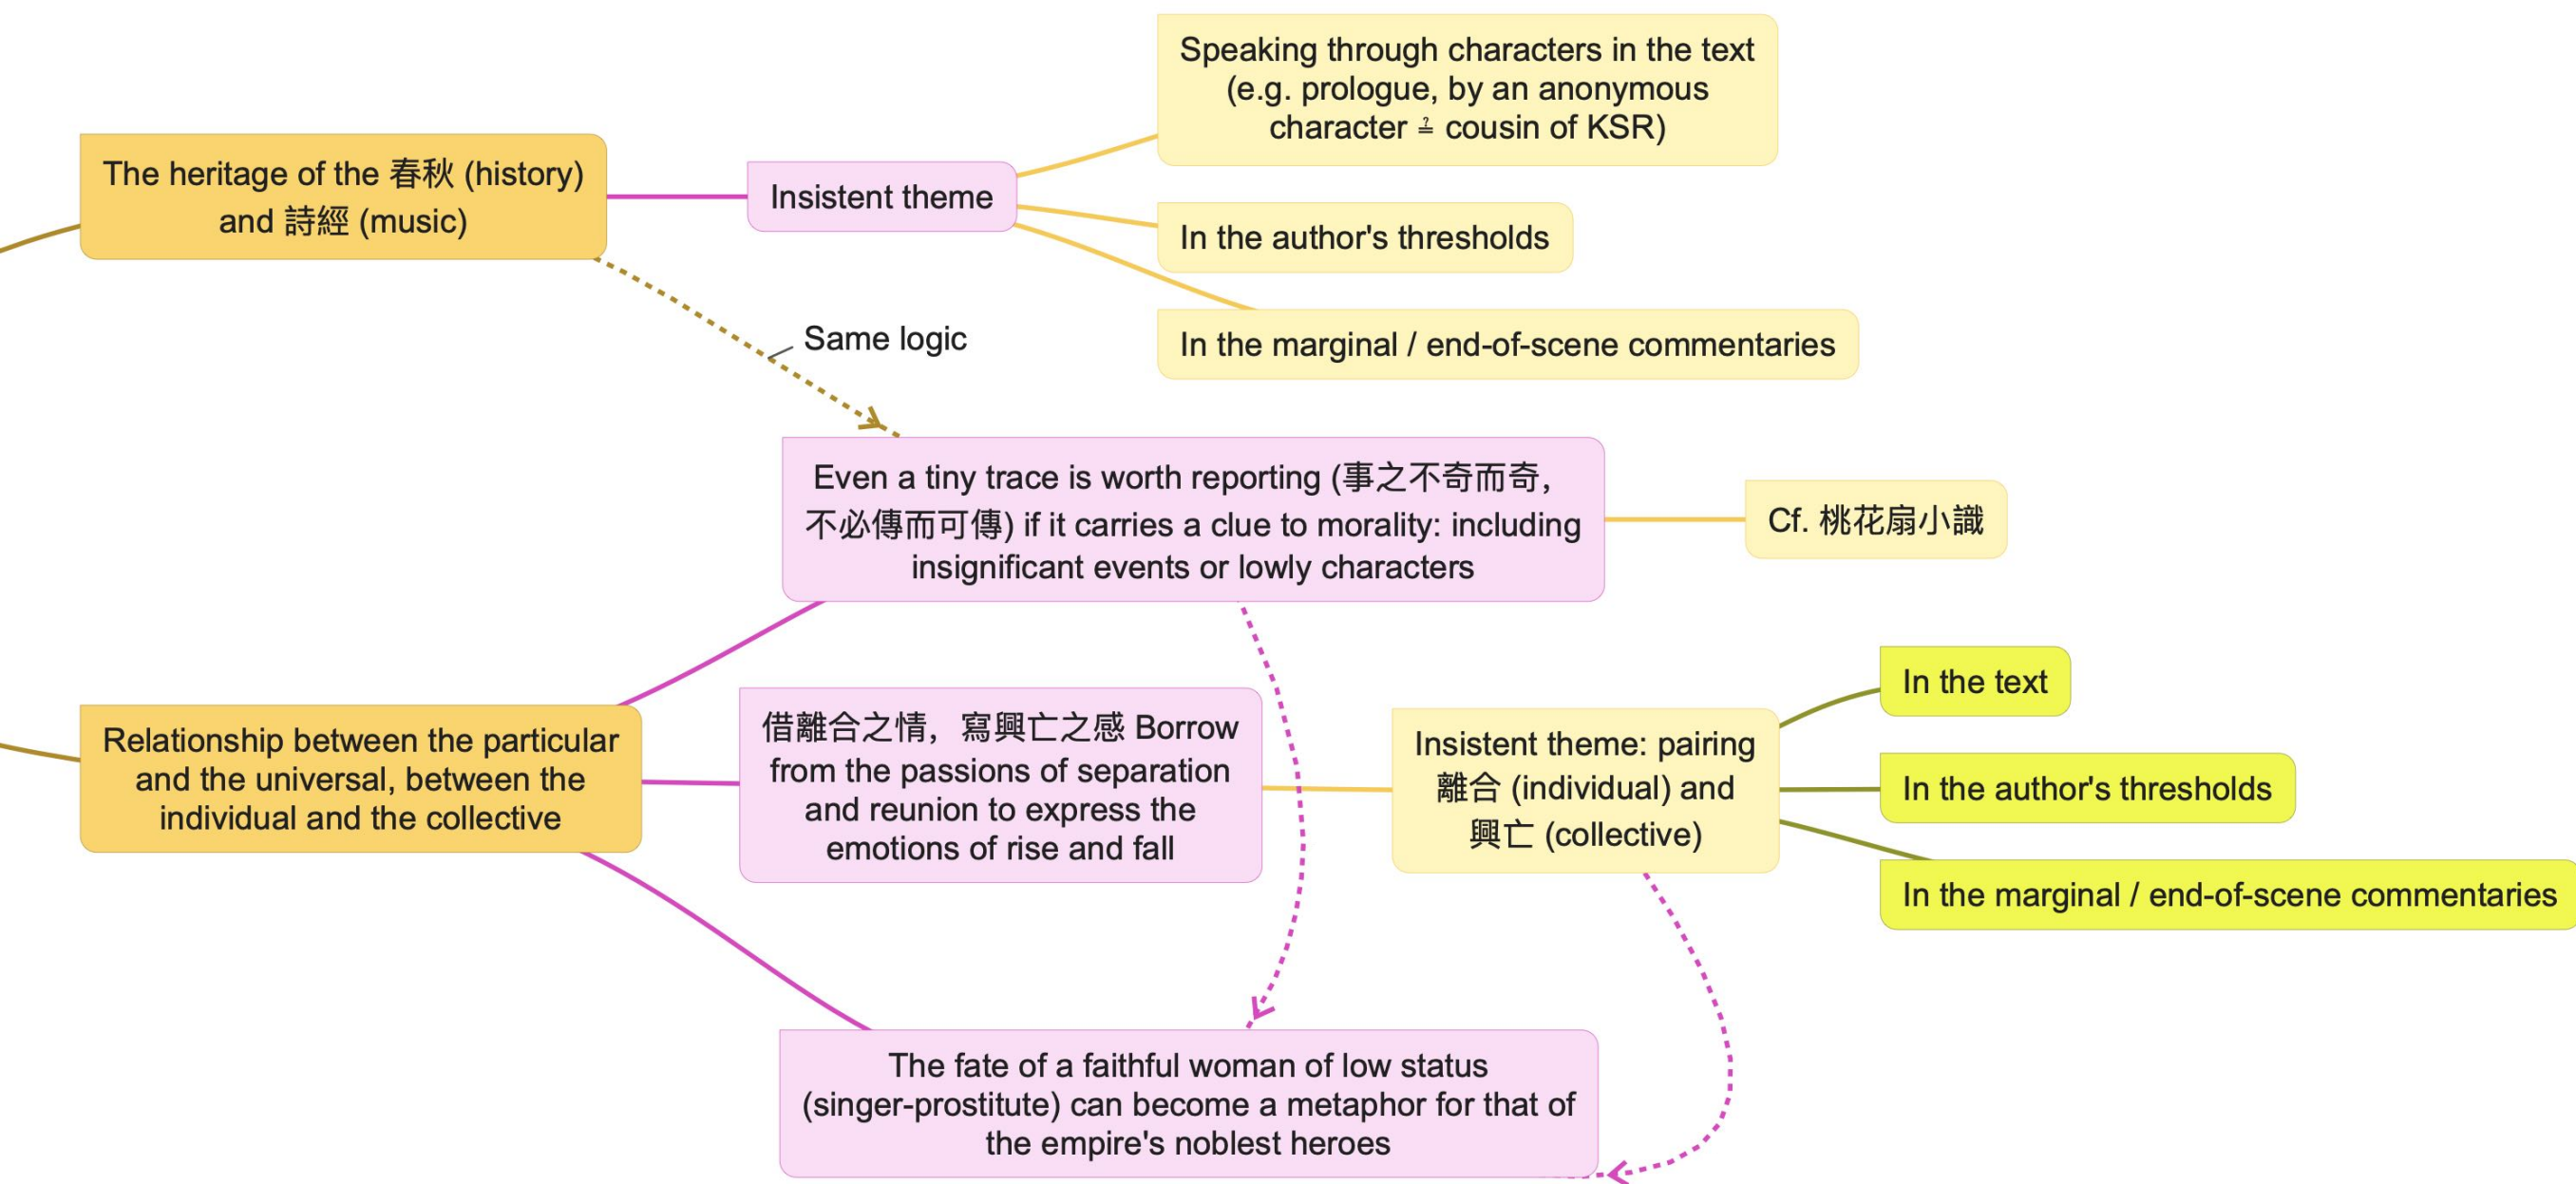 The heritage of the 春秋 (history)
and 詩經 (music)
Insistent theme
Speaking through characters in the text
(e.g. prologue, by an anonymous
character ≟ cousin of KSR)
In the author's thresholds
In the marginal / end-of-scene commentaries
Same logic
Even a tiny trace is worth reporting (事之不奇而奇，
不必傳而可傳) if it carries a clue to morality: including
insignificant events or lowly characters
Cf. 桃花扇小識
Relationship between the particular
and the universal, between the
individual and the collective
借離合之情，寫興亡之感 Borrow
from the passions of separation
and reunion to express the
emotions of rise and fall
Insistent theme: pairing
離合 (individual) and
興亡 (collective)
In the text
In the author's thresholds
In the marginal / end-of-scene commentaries
The fate of a faithful woman of low status
(singer-prostitute) can become a metaphor for that of
the empire's noblest heroes